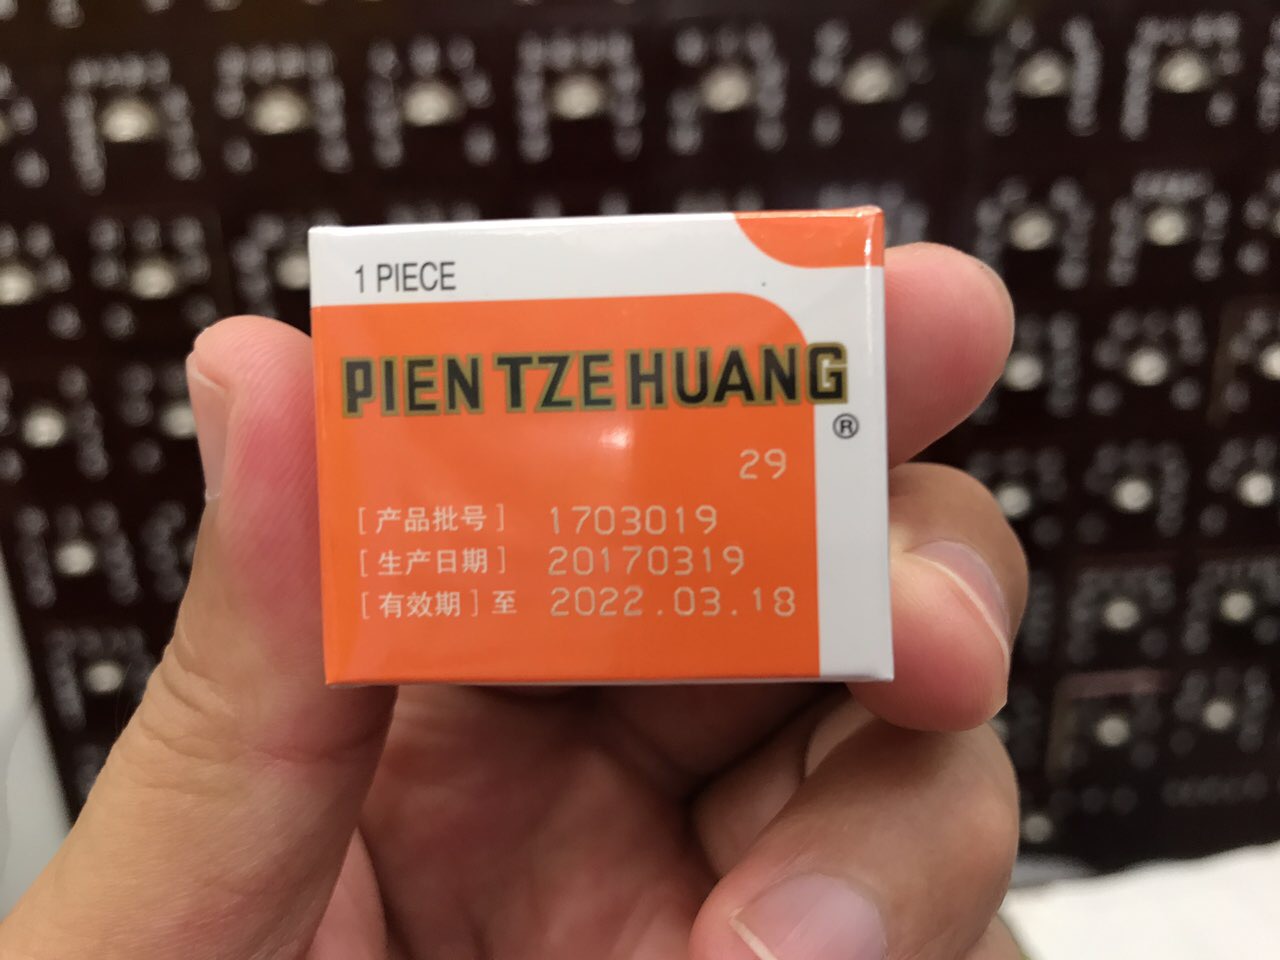 1 PIECE
PIEN TZE HUANG
®
29
[产品批号] 1703019
[生产日期] 20170319
[有效期]至 2022.03.18